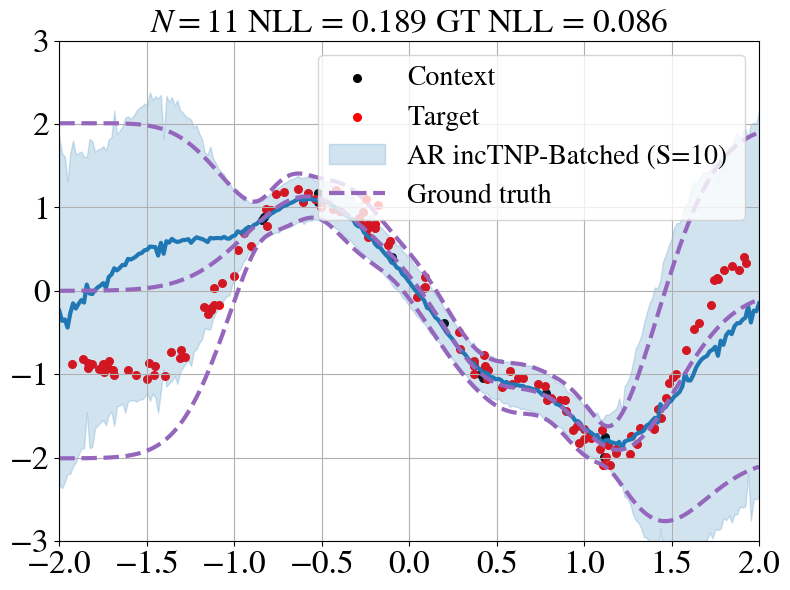 N = 11 NLL = 0.189 GT NLL = 0.086
3
2
1
0
−1
−2
−3
Context
Target
AR incTNP-Batched (S=10)
Ground truth
−2.0 −1.5 −1.0 −0.5 0.0 0.5 1.0 1.5 2.0